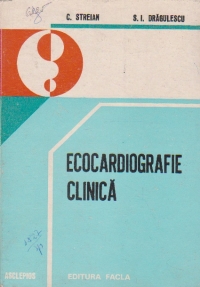 C. STREIAN S. I. DRĂGULESCU
ECOCARDIOGRAFIE
CLINICĂ
EDITURA FACLA